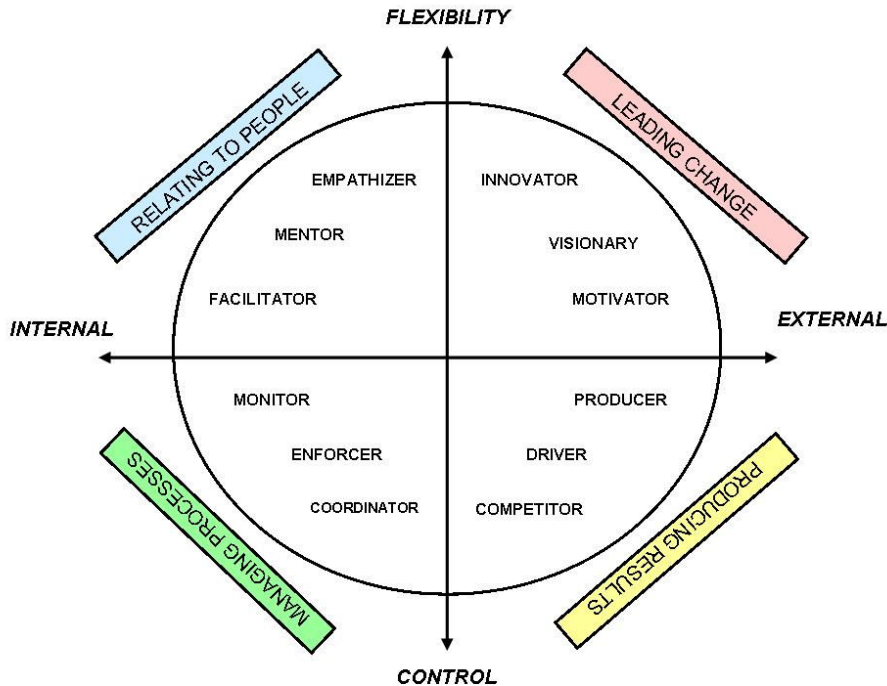 FLEXIBILITY
RELATING TO PEOPLE
LEADING CHANGE
EMPATHIZER
INNOVATOR
MENTOR
VISIONARY
FACILITATOR
MOTIVATOR
INTERNAL
EXTERNAL
MONITOR
PRODUCER
ENFORCER
DRIVER
COORDINATOR
COMPETITOR
MANAGING PROCESSES
PRODUCING RESULTS
CONTROL